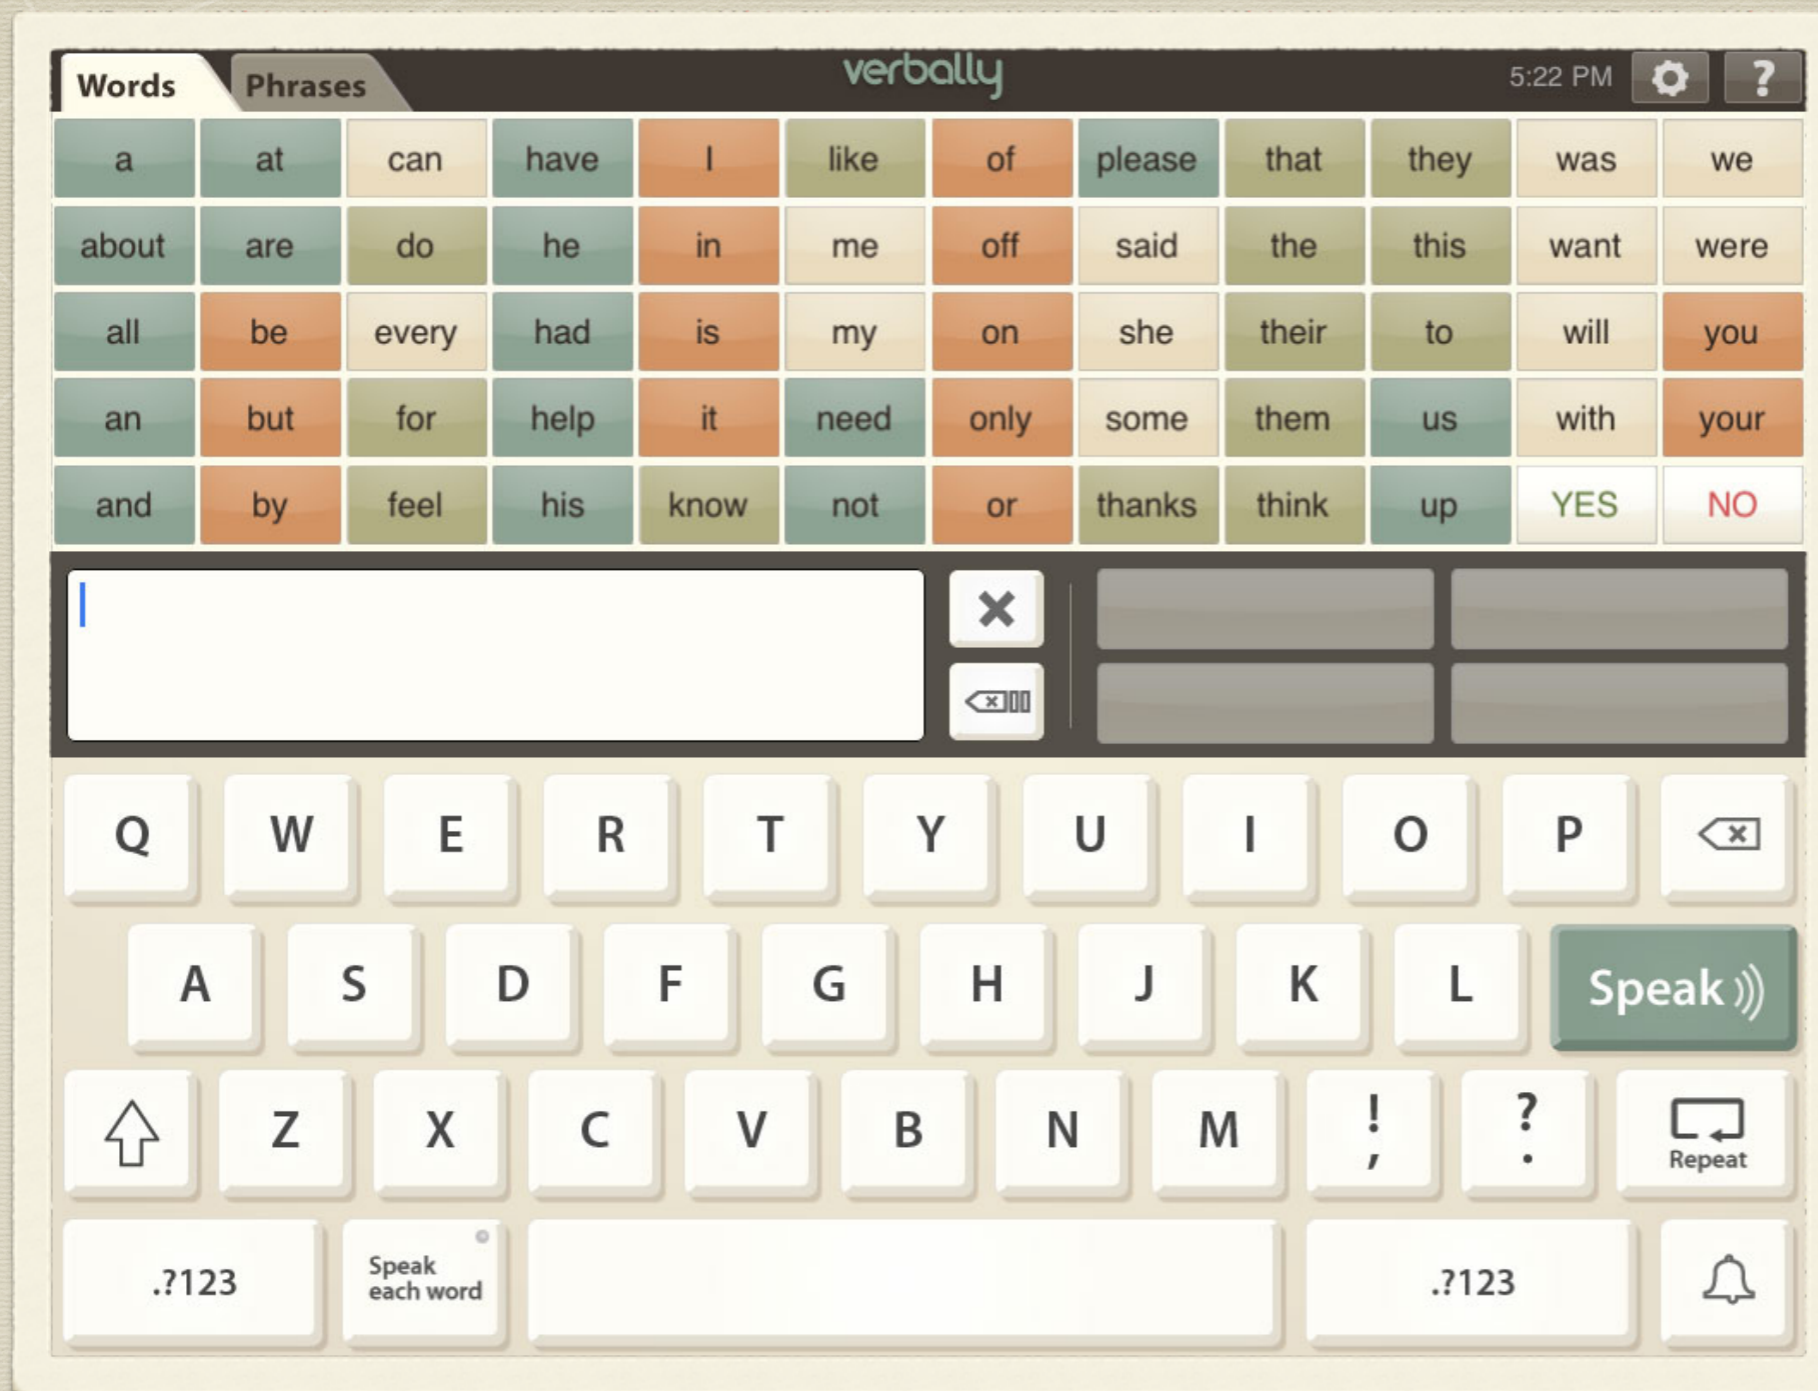 Words Phrases verbally 5:22 PM ?
a at can have I like of please that they was we
about are do he in me off said the this want were
all be every had is my on she their to will you
an but for help it need only some them us with your
and by feel his know not or thanks think up YES NO
Q W E R T Y U I O P
A S D F G H J K L Speak
Z X C V B N M ! ?
, . Repeat
.?123 Speak .?123
each word